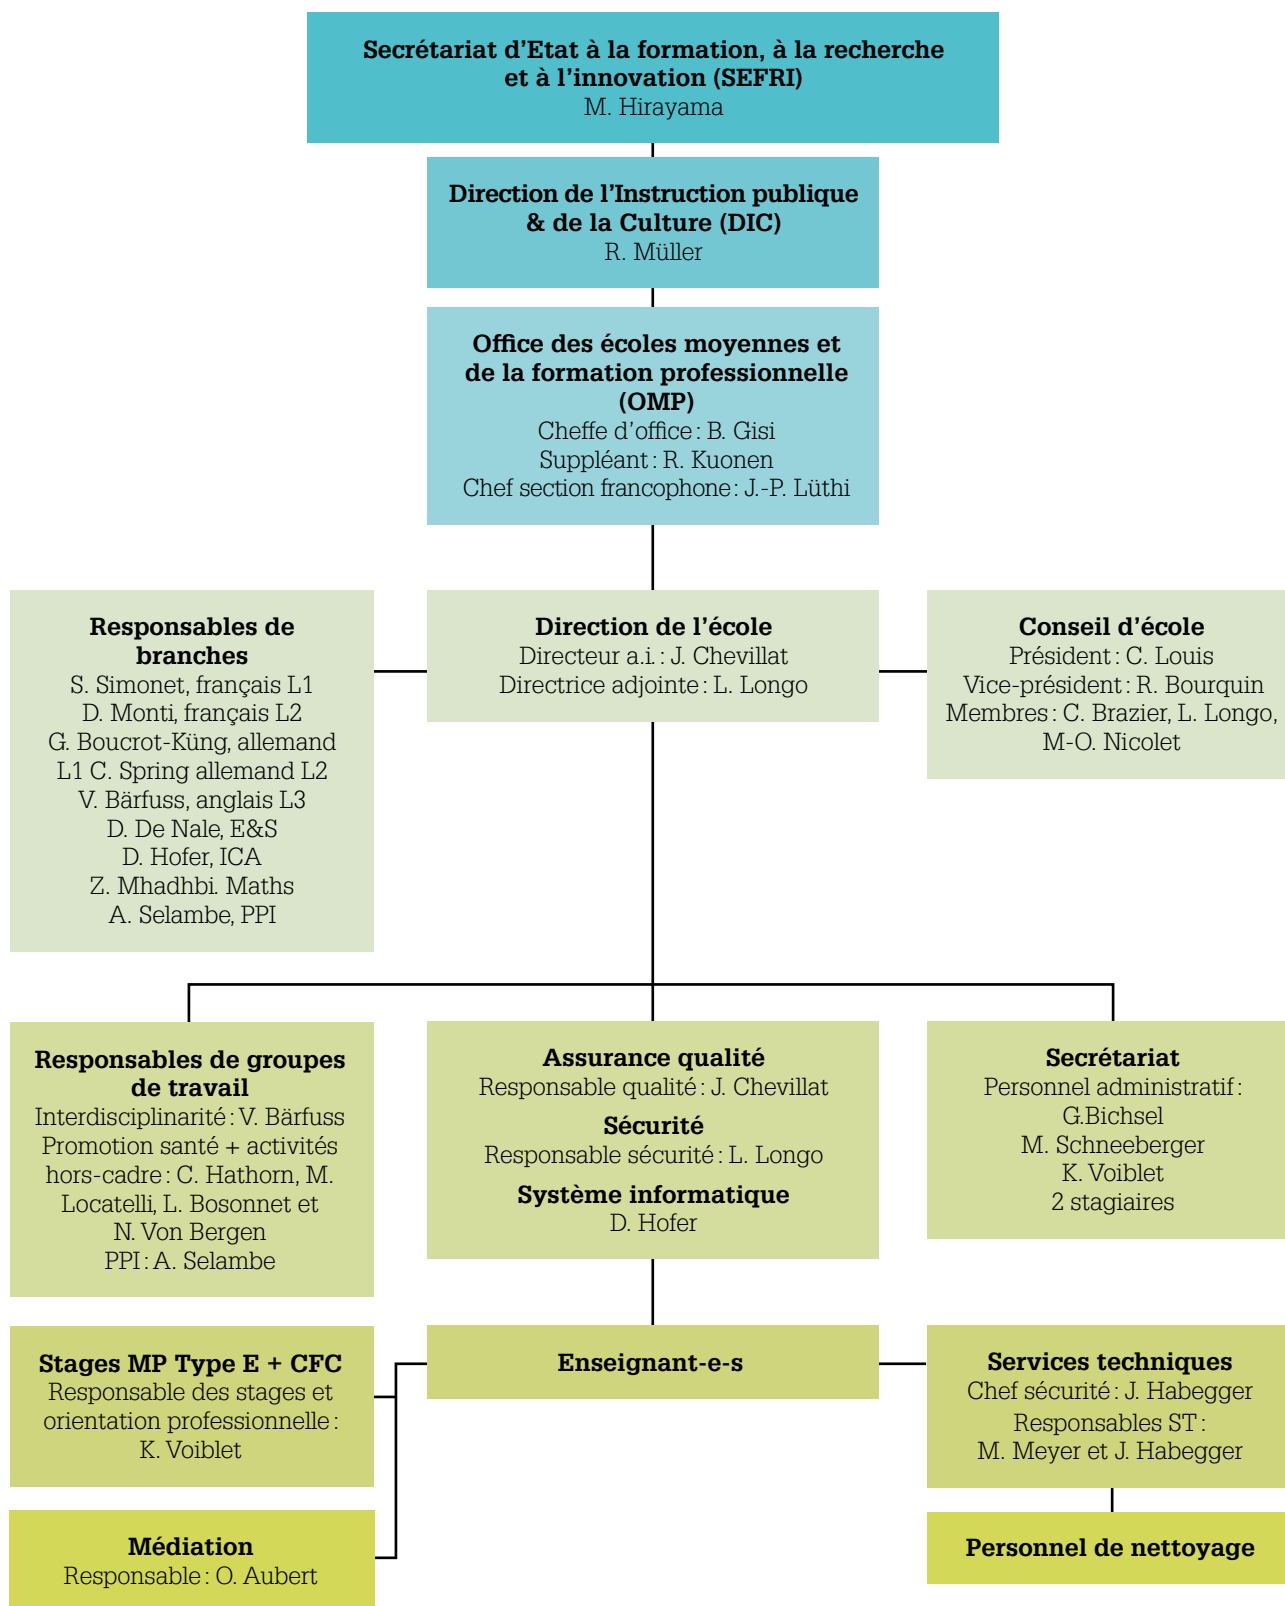 Secrétariat d'Etat à la formation, à la recherche
et à l'innovation (SEFRI)
M. Hirayama
Direction de l'Instruction publique
& de la Culture (DIC)
R. Müller
Office des écoles moyennes et
de la formation professionnelle
(OMP)
Cheffe d'office : B. Gisi
Suppléant : R. Kuonen
Chef section francophone : J.-P. Lüthi
Responsables de
branches
S. Simonet, français L1
D. Monti, français L2
G. Boucrot-Küng, allemand
L1 C. Spring allemand L2
V. Bärfuss, anglais L3
D. De Nale, E&S
D. Hofer, ICA
Z. Mhadhbi. Maths
A. Selambe, PPI
Direction de l'école
Directeur a.i. : J. Chevillat
Directrice adjointe : L. Longo
Conseil d'école
Président : C. Louis
Vice-président : R. Bourquin
Membres : C. Brazier, L. Longo,
M-O. Nicolet
Responsables de groupes
de travail
Interdisciplinarité : V. Bärfuss
Promotion santé + activités
hors-cadre : C. Hathorn, M.
Locatelli, L. Bosonnet et
N. Von Bergen
PPI : A. Selambe
Assurance qualité
Responsable qualité : J. Chevillat
Sécurité
Responsable sécurité : L. Longo
Système informatique
D. Hofer
Secrétariat
Personnel administratif :
G.Bichsel
M. Schneeberger
K. Voiblet
2 stagiaires
Stages MP Type E + CFC
Responsable des stages et
orientation professionnelle :
K. Voiblet
Enseignant-e-s
Services techniques
Chef sécurité : J. Habegger
Responsables ST :
M. Meyer et J. Habegger
Médiation
Responsable : O. Aubert
Personnel de nettoyage